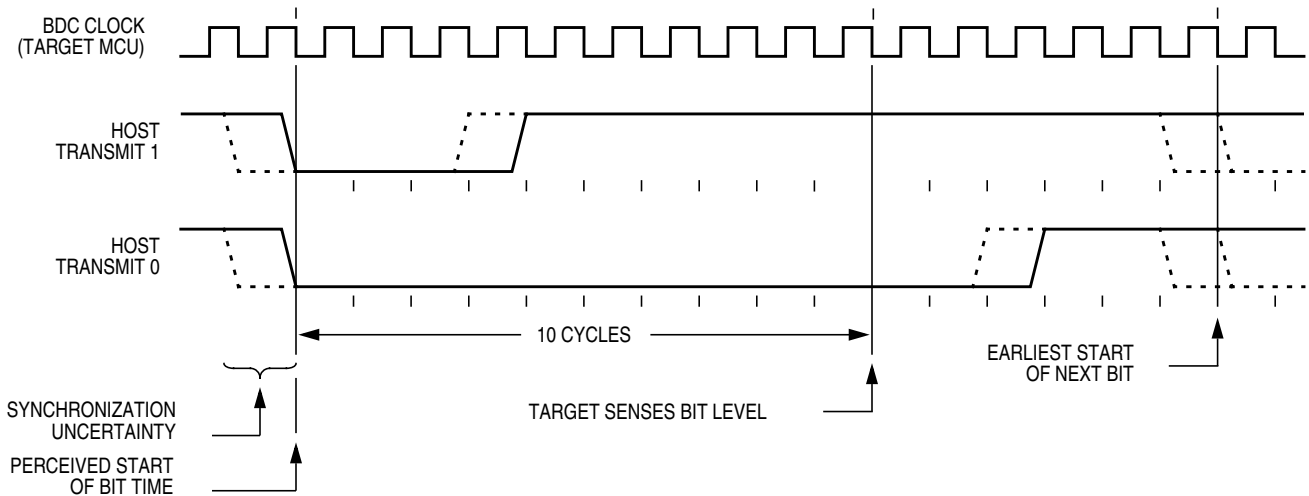 BDC CLOCK
(TARGET MCU)
HOST
TRANSMIT 1
HOST
TRANSMIT 0
10 CYCLES
EARLIEST START
OF NEXT BIT
SYNCHRONIZATION
UNCERTAINTY
TARGET SENSES BIT LEVEL
PERCEIVED START
OF BIT TIME